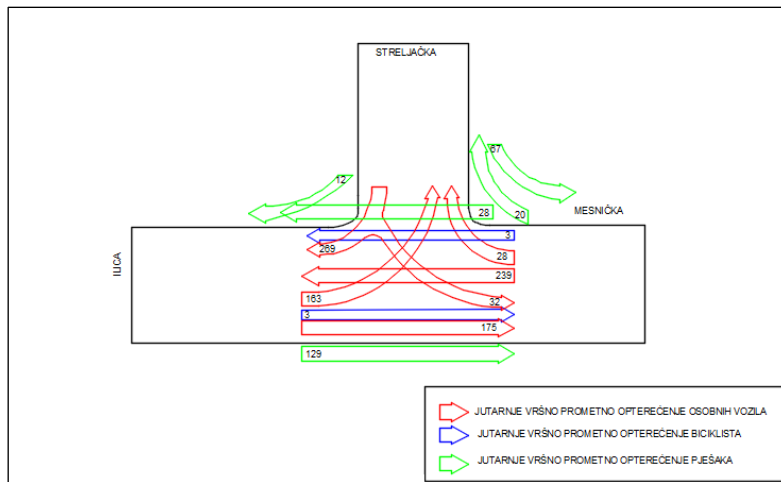 STRELJAČKA
67
12
28
20
MESNIČKA
3
269
28
ILICA
239
163
32
3
175
129
JUTARNJE VRŠNO PROMETNO OPTEREĆENJE OSOBNIH VOZILA
JUTARNJE VRŠNO PROMETNO OPTEREĆENJE BICIKLISTA
JUTARNJE VRŠNO PROMETNO OPTEREĆENJE PJEŠAKA